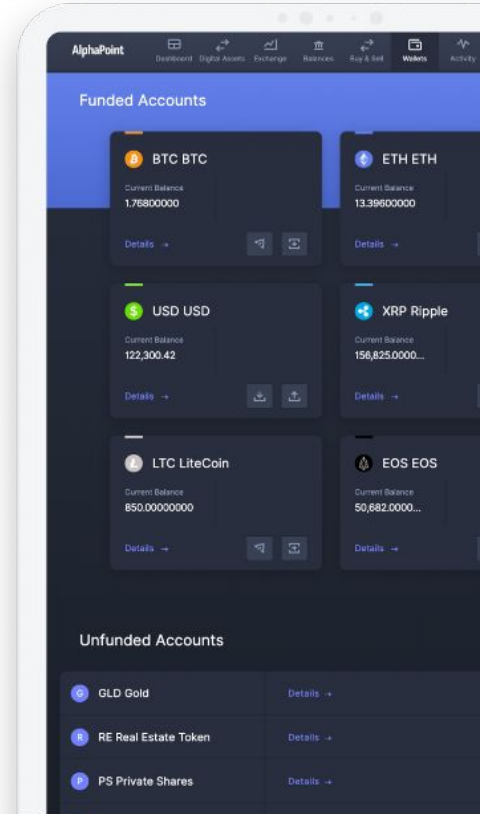 AlphaPoint
Dashboard Digital Assets Exchange Balances Buy & Sell Wallets Activity
Funded Accounts
BTC BTC
Current Balance
1.76800000
Details →
ETH ETH
Current Balance
13.39600000
Details →
USD USD
Current Balance
122,300.42
Details →
XRP Ripple
Current Balance
156,825.0000...
Details →
LTC LiteCoin
Current Balance
850.00000000
Details →
EOS EOS
Current Balance
50,682.0000...
Details →
Unfunded Accounts
G GLD Gold Details →
R RE Real Estate Token Details →
P PS Private Shares Details →